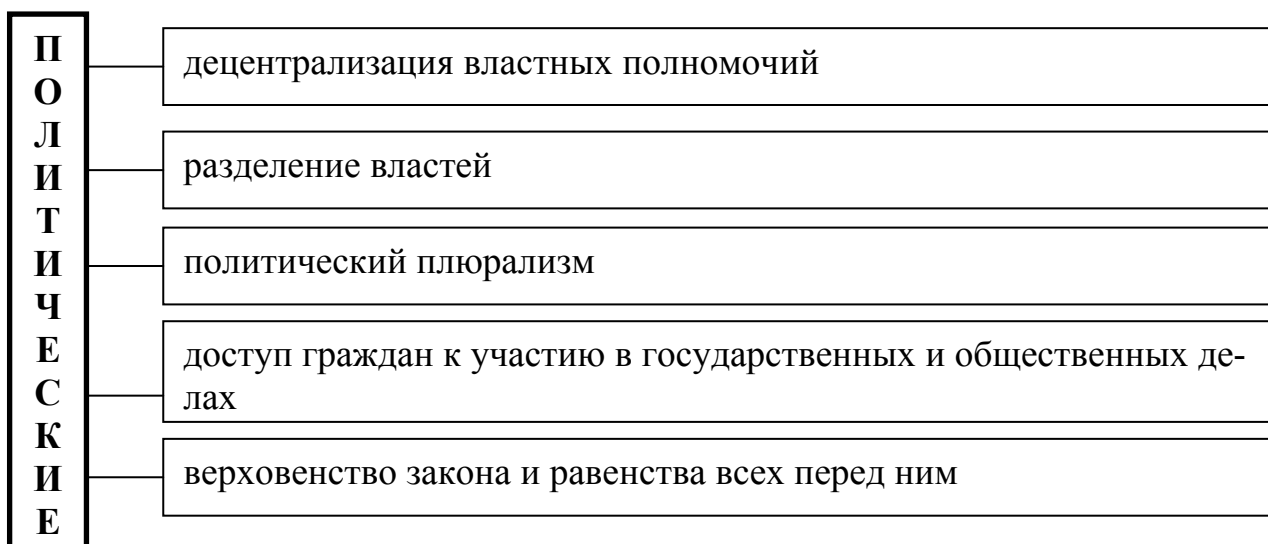 ПОЛИТИЧЕСКИЕ
децентрализация властных полномочий
разделение властей
политический плюрализм
доступ граждан к участию в государственных и общественных де-
лах
верховенство закона и равенства всех перед ним